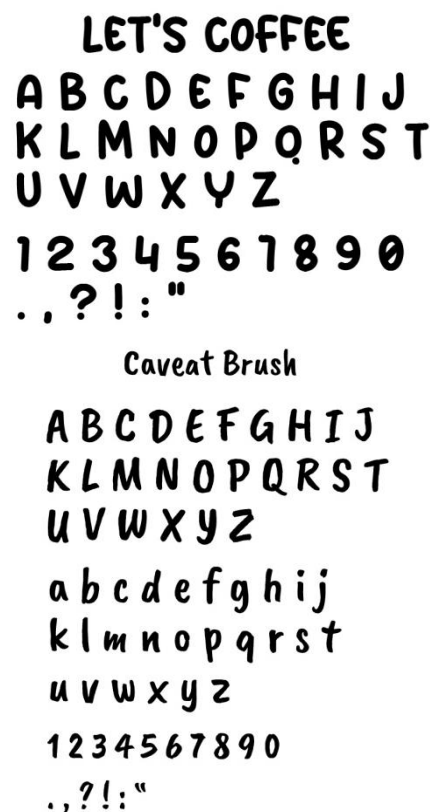 LET'S COFFEE
A B C D E F G H I J
K L M N O P Q R S T
U V W X Y Z
1 2 3 4 5 6 7 8 9 0
. , ? ! : "
Caveat Brush
A B C D E F G H I J
K L M N O P Q R S T
U V W X Y Z
a b c d e f g h i j
k l m n o p q r s t
u v w x y z
1 2 3 4 5 6 7 8 9 0
. , ? ! : "